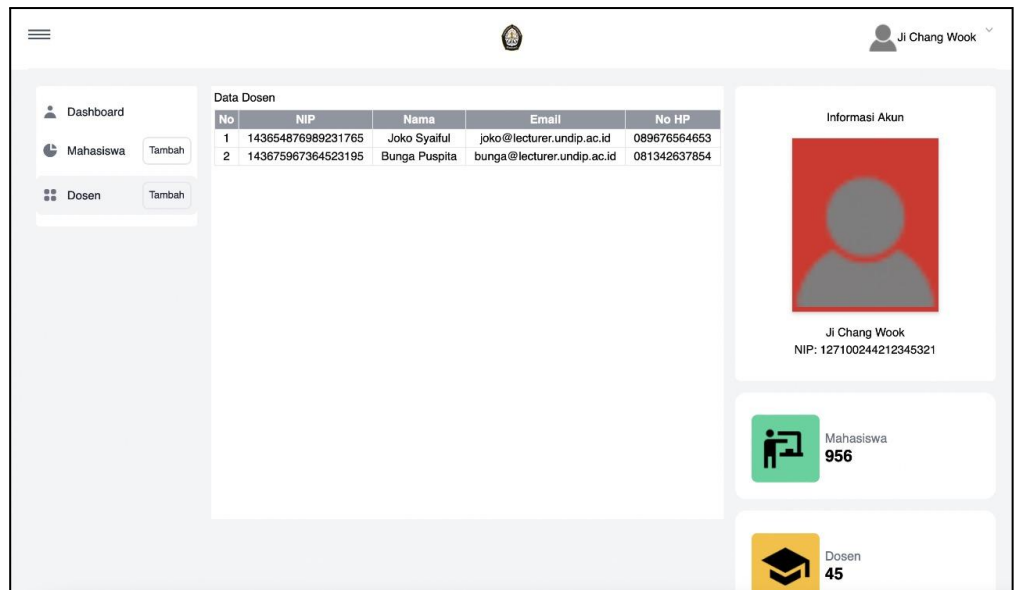 Ji Chang Wook
Dashboard
Mahasiswa Tambah
Dosen Tambah
Data Dosen
No NIP Nama Email No HP
1 143654876989231765 Joko Syaiful joko@lecturer.undip.ac.id 089676564653
2 143675967364523195 Bunga Puspita bunga@lecturer.undip.ac.id 081342637854
Informasi Akun
Ji Chang Wook
NIP: 127100244212345321
Mahasiswa
956
Dosen
45